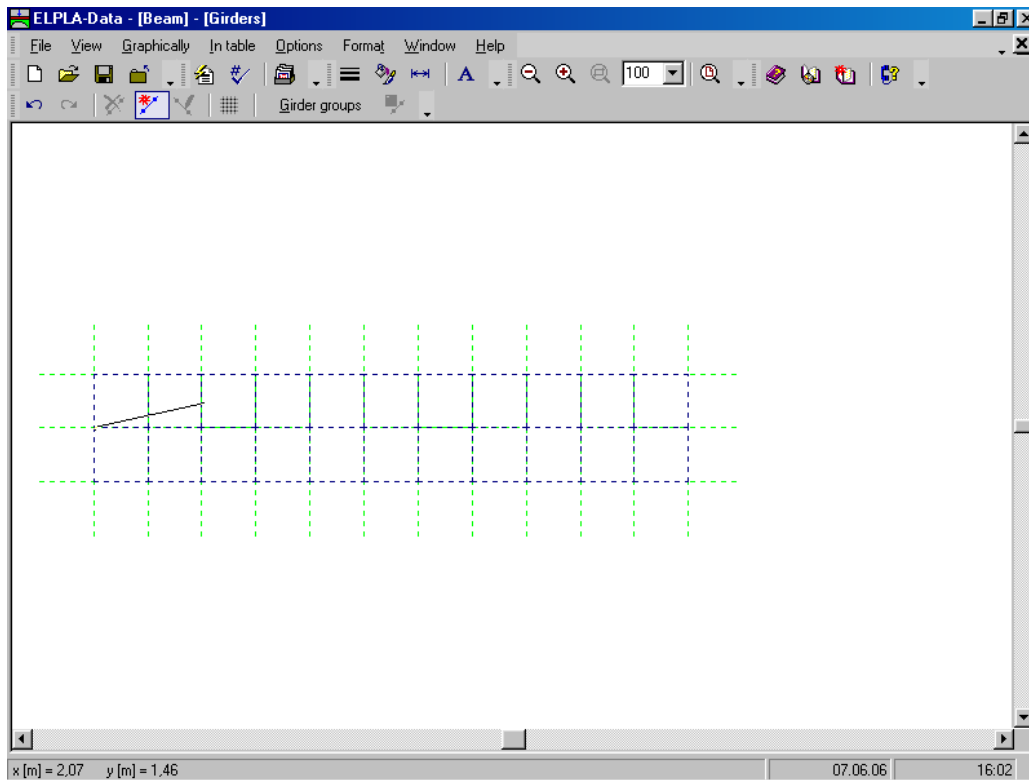 ELPLA-Data - [Beam] - [Girders]
File View Graphically In table Options Format Window Help
A 100
Girder groups
x [m] = 2,07 y [m] = 1,46 07.06.06 16:02